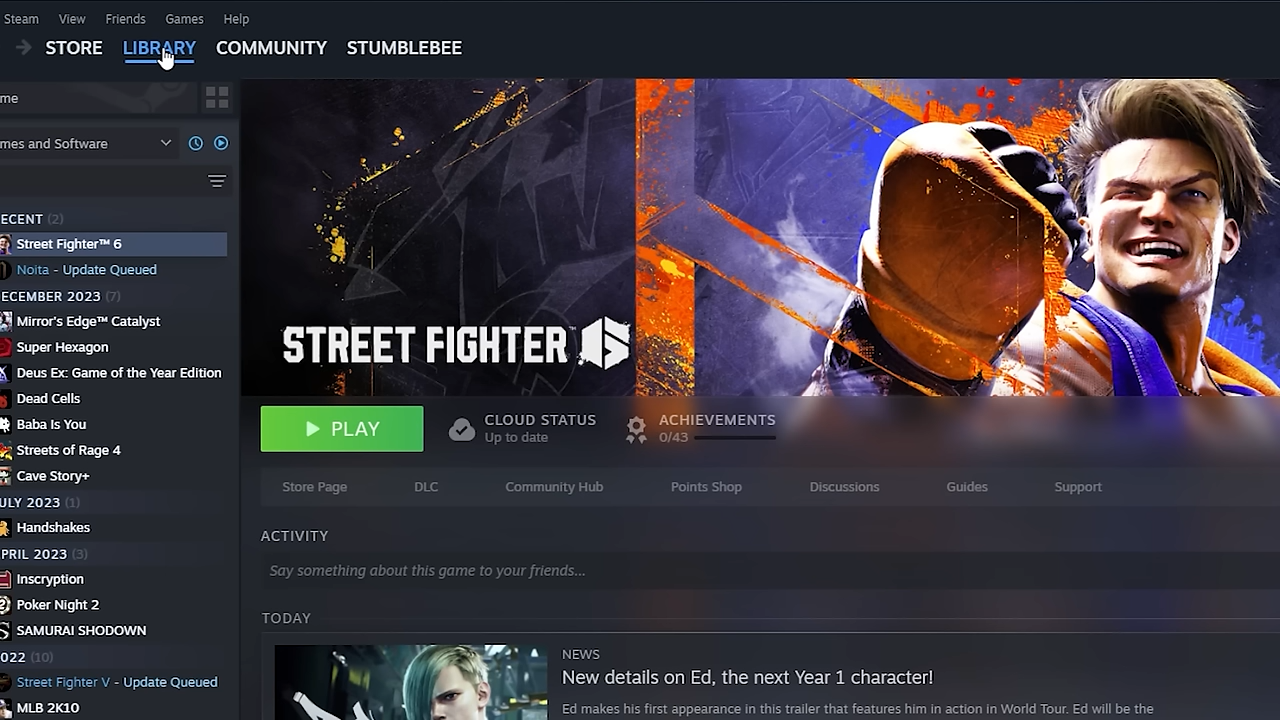 Steam View Friends Games Help
STORE LIBRARY COMMUNITY STUMBLEBEE
me
mes and Software
ECENT (2)
Street Fighter™ 6
Noita - Update Queued
ECEMBER 2023 (7)
Mirror's Edge™ Catalyst
Super Hexagon
Deus Ex: Game of the Year Edition
Dead Cells
Baba Is You
Streets of Rage 4
Cave Story+
ULY 2023 (1)
Handshakes
PRIL 2023 (3)
Inscryption
Poker Night 2
SAMURAI SHODOWN
022 (10)
Street Fighter V - Update Queued
MLB 2K10
STREET FIGHTER™ 6
PLAY
CLOUD STATUS
Up to date
ACHIEVEMENTS
0/43
Store Page DLC Community Hub Points Shop Discussions Guides Support
ACTIVITY
Say something about this game to your friends...
TODAY
NEWS
New details on Ed, the next Year 1 character!
Ed makes his first appearance in this trailer that features him in action in World Tour. Ed will be the